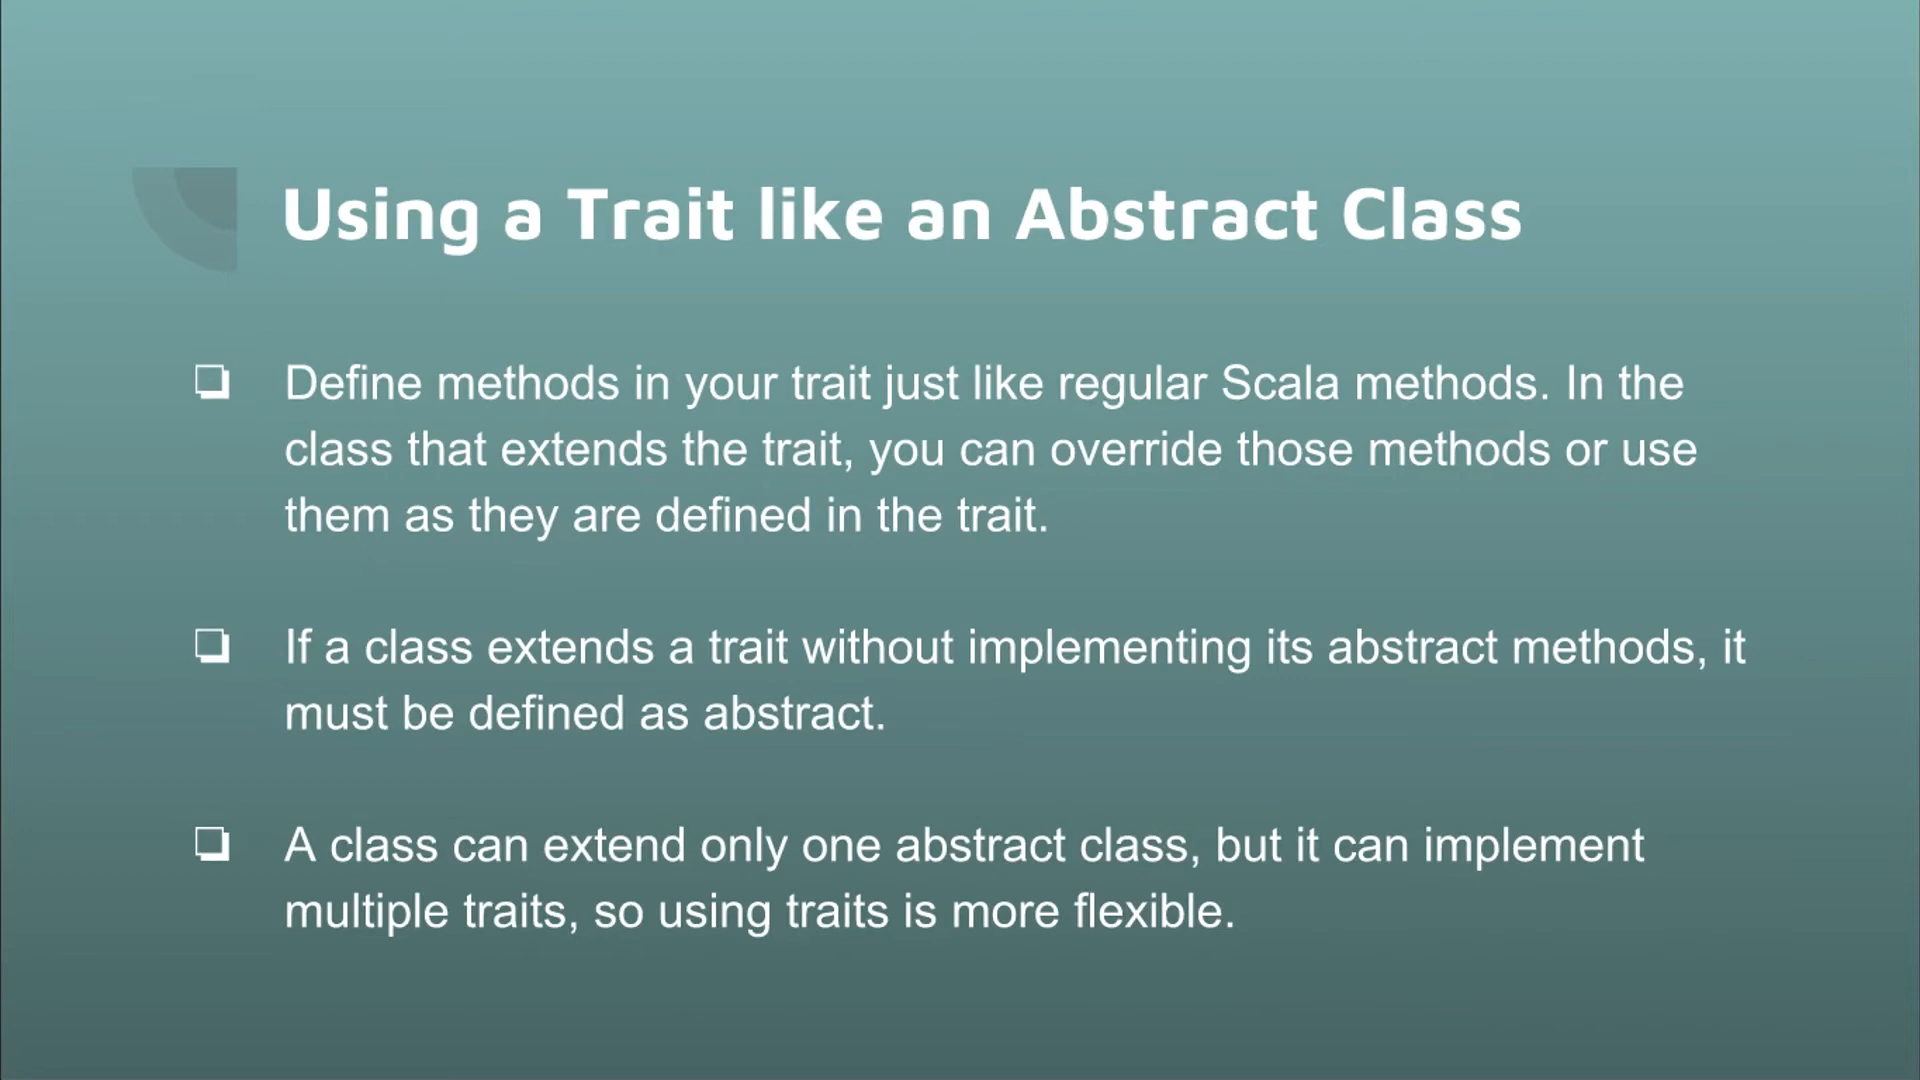 Using a Trait like an Abstract Class
❏ Define methods in your trait just like regular Scala methods. In the
class that extends the trait, you can override those methods or use
them as they are defined in the trait.
❏ If a class extends a trait without implementing its abstract methods, it
must be defined as abstract.
❏ A class can extend only one abstract class, but it can implement
multiple traits, so using traits is more flexible.